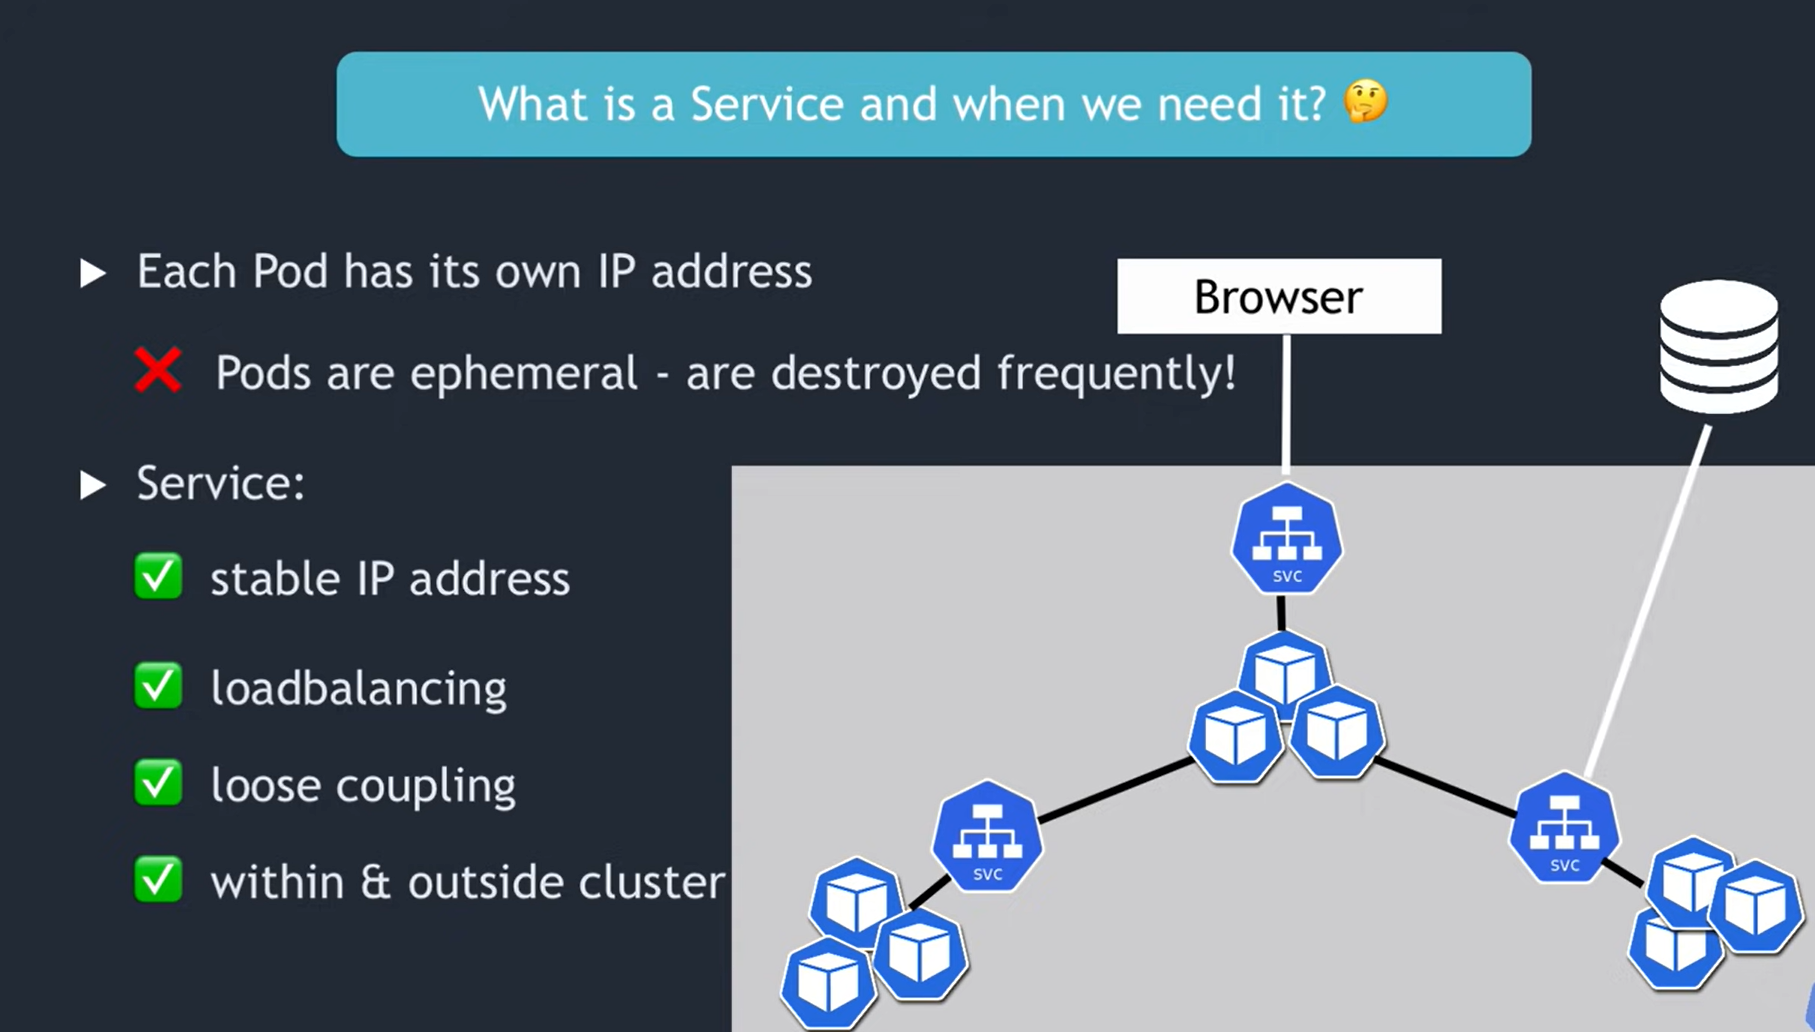 What is a Service and when we need it? 🤔
Each Pod has its own IP address
Browser
Pods are ephemeral - are destroyed frequently!
Service:
svc
stable IP address
loadbalancing
loose coupling
svc
svc
within & outside cluster